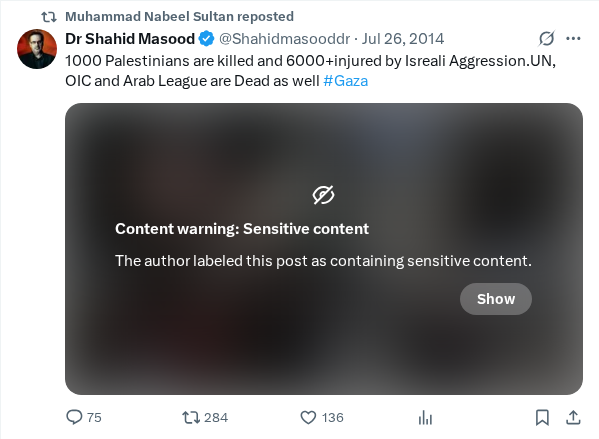 Muhammad Nabeel Sultan reposted
Dr Shahid Masood @Shahidmasooddr · Jul 26, 2014
1000 Palestinians are killed and 6000+injured by Isreali Aggression.UN,
OIC and Arab League are Dead as well #Gaza
Content warning: Sensitive content
The author labeled this post as containing sensitive content.
Show
75 284 136